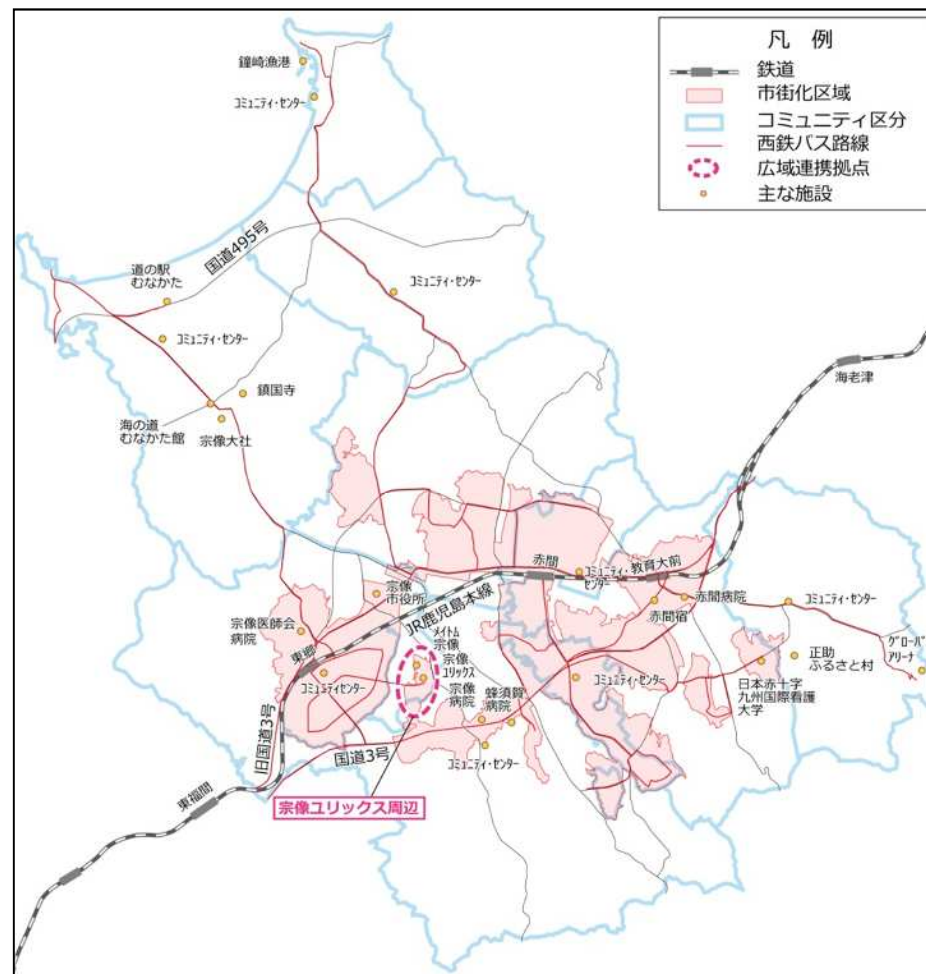 凡 例
鉄道
市街化区域
コミュニティ区分
西鉄バス路線
広域連携拠点
主な施設
鐘崎漁港
コミュニティ・センター
国道495号
道の駅
むなかた
コミュニティ・センター
コミュニティ・センター
鎮国寺
海の道
むなかた館
宗像大社
海老津
赤間
コミュニティ・
センター
教育大前
宗像
市役所
JR鹿児島本線
赤間病院
赤間宿
コミュニティ・センター
宗像医師会
病院
東郷
メイトム
宗像
宗像
ユリックス
コミュニティセンター
宗像
病院
蜂須賀
病院
コミュニティ・センター
グローバル
アリーナ
正助
ふるさと村
日本赤十字
九州国際看護
大学
旧国道3号
国道3号
コミュニティ・センター
東福間
宗像ユリックス周辺